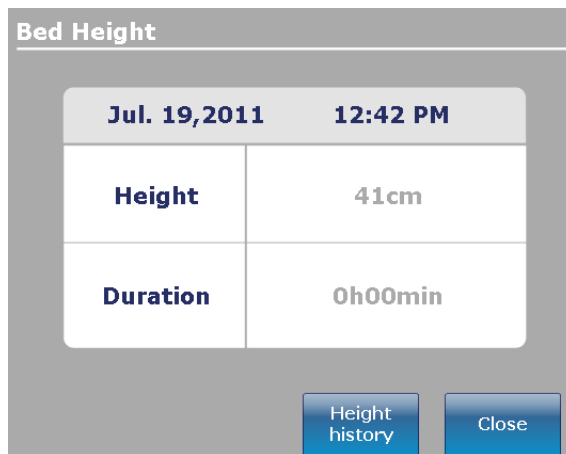 Bed Height
Jul. 19,2011 12:42 PM
Height 41cm
Duration 0h00min
Height
history
Close